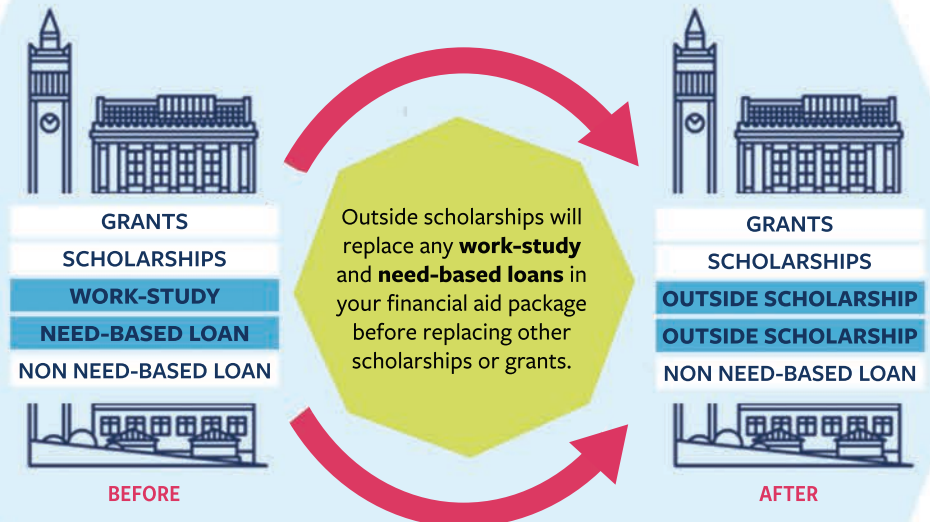 GRANTS
SCHOLARSHIPS
WORK-STUDY
NEED-BASED LOAN
NON NEED-BASED LOAN
BEFORE
Outside scholarships will
replace any work-study
and need-based loans in
your financial aid package
before replacing other
scholarships or grants.
GRANTS
SCHOLARSHIPS
OUTSIDE SCHOLARSHIP
OUTSIDE SCHOLARSHIP
NON NEED-BASED LOAN
AFTER